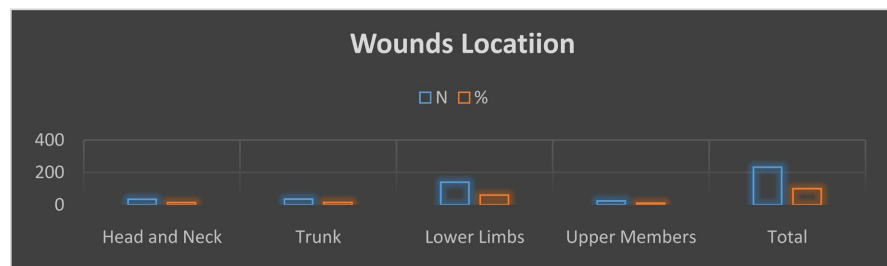 Wounds Locatiion
N %
400
200
0
Head and Neck Trunk Lower Limbs Upper Members Total